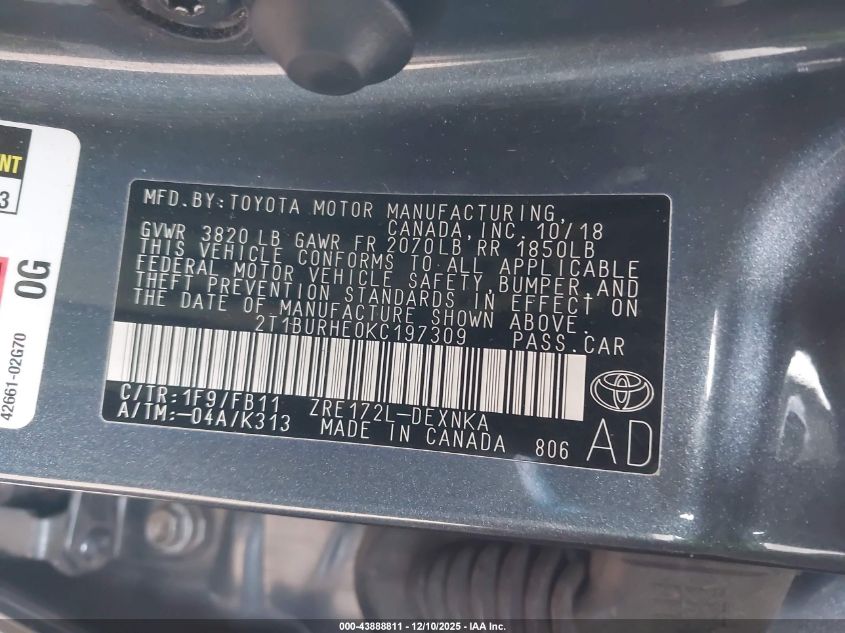 NT
3
OG
42661-02G70
MFD. BY: TOYOTA MOTOR MANUFACTURING,
CANADA, INC. 10/18
GVWR 3820 LB GAWR FR 2070LB, RR 1850LB
THIS VEHICLE CONFORMS TO ALL APPLICABLE
FEDERAL MOTOR VEHICLE SAFETY, BUMPER, AND
THEFT PREVENTION STANDARDS IN EFFECT ON
THE DATE OF MANUFACTURE SHOWN ABOVE.
2T1BURHE0KC197309 PASS.CAR
C/TR:1F9/FB11 ZRE172L-DEXNKA
A/TM:-04A/K313 MADE IN CANADA 806 AD
000-43888811 - 12/10/2025 - IAA Inc.